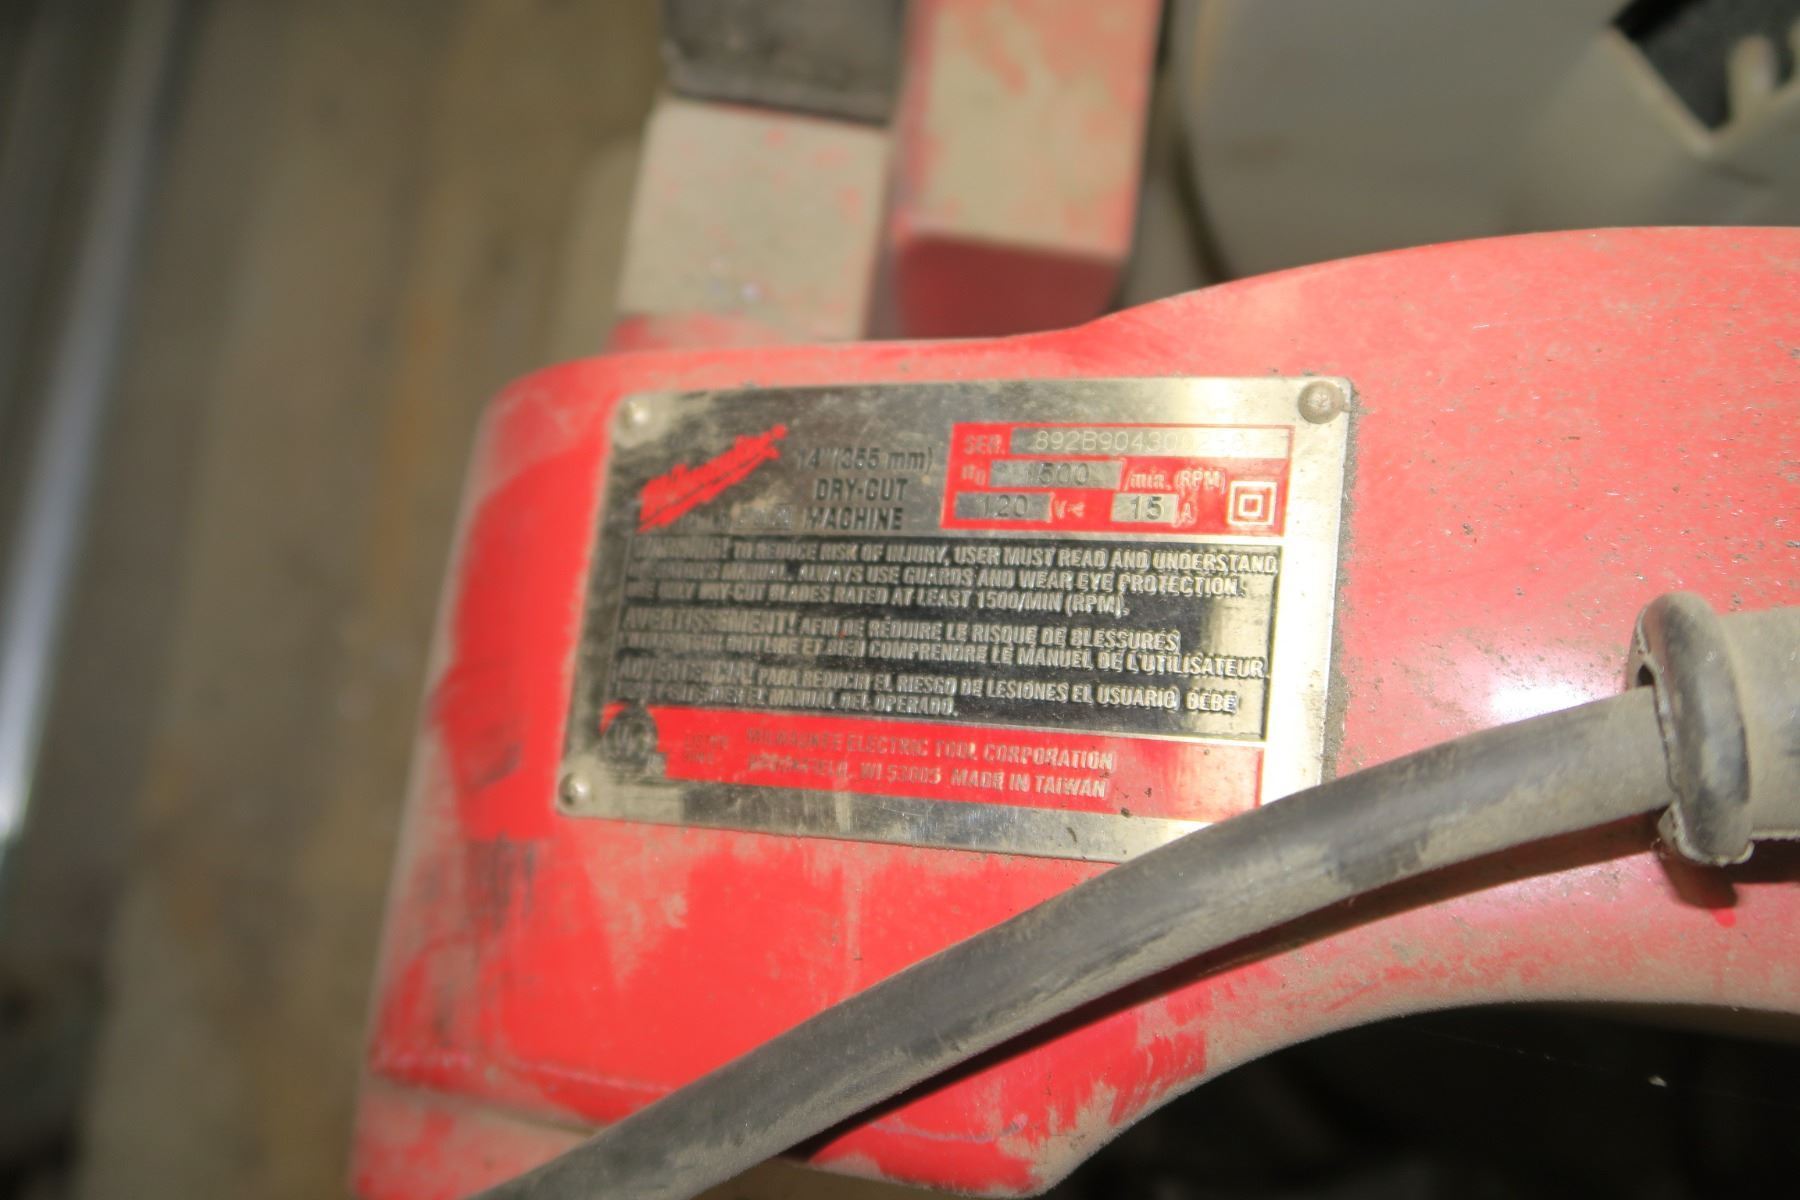 Milwaukee
14" (355 mm)
DRY-CUT
MACHINE
SER.
n0 1500 /min. (RPM)
120 V~ 15 A
TO REDUCE RISK OF INJURY, USER MUST READ AND UNDERSTAND
MANUAL. ALWAYS USE GUARDS AND WEAR EYE PROTECTION.
USE ONLY DRY-CUT BLADES RATED AT LEAST 1500/MIN (RPM).
AVERTISSEMENT! AFIN DE RÉDUIRE LE RISQUE DE BLESSURES
DOIT LIRE ET BIEN COMPRENDRE LE MANUEL DE L'UTILISATEUR
PARA REDUCIR EL RIESGO DE LESIONES EL USUARIO DEBE
EL MANUAL DEL OPERADO.
MILWAUKEE ELECTRIC TOOL CORPORATION
BROOKFIELD, WI 53005 MADE IN TAIWAN